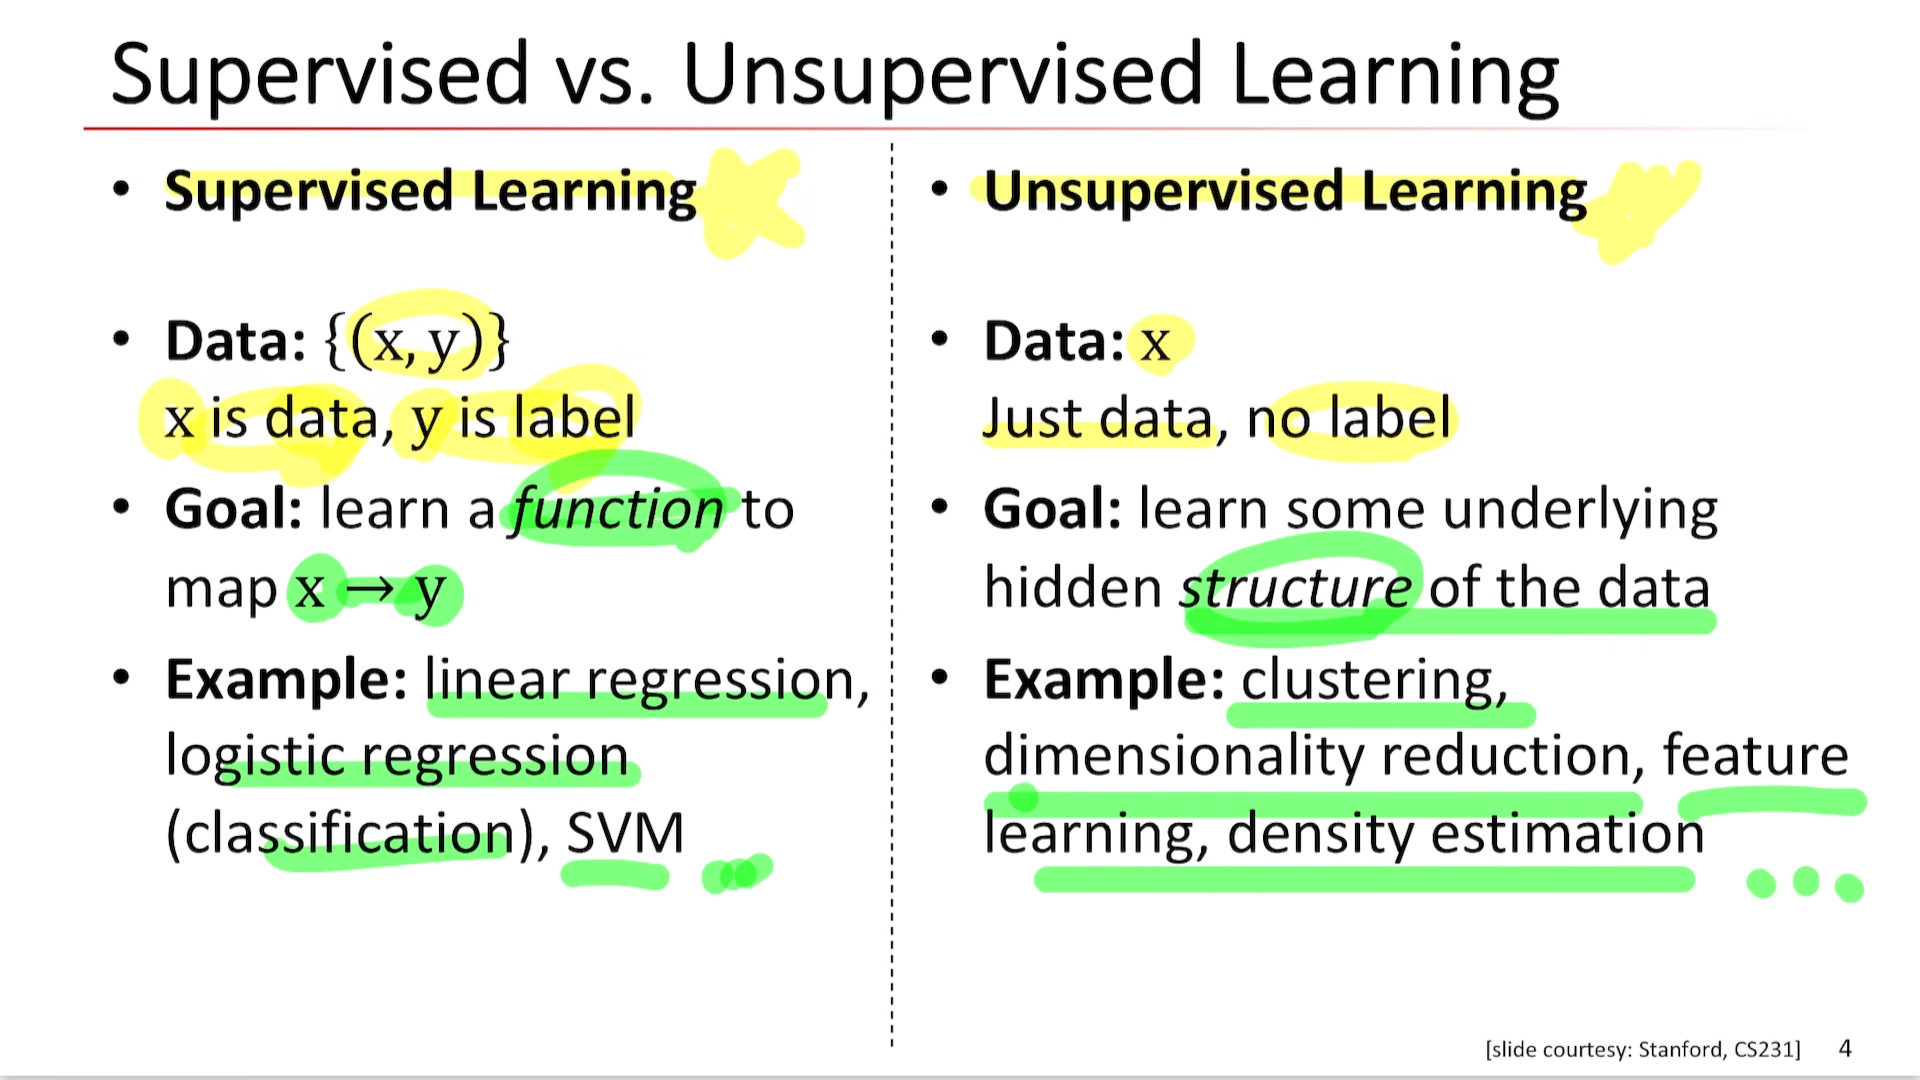 Supervised vs. Unsupervised Learning
• Supervised Learning
• Data: {(x, y)}
x is data, y is label
• Goal: learn a function to
map x → y
• Example: linear regression,
logistic regression
(classification), SVM
• Unsupervised Learning
• Data: x
Just data, no label
• Goal: learn some underlying
hidden structure of the data
• Example: clustering,
dimensionality reduction, feature
learning, density estimation
[slide courtesy: Stanford, CS231] 4